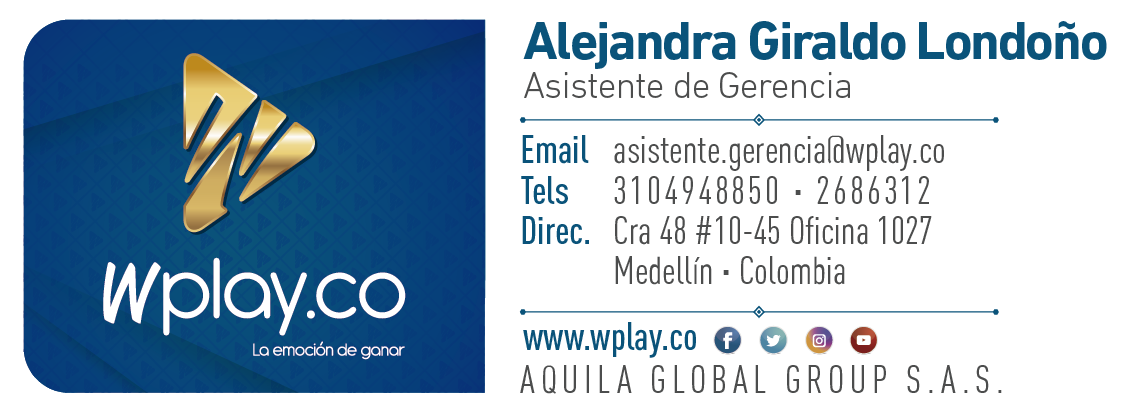 Wplay.co
La emoción de ganar
Alejandra Giraldo Londoño
Asistente de Gerencia
Email asistente.gerencia@wplay.co
Tels 3104948850 · 2686312
Direc. Cra 48 #10-45 Oficina 1027
Medellín · Colombia
www.wplay.co
AQUILA GLOBAL GROUP S.A.S.